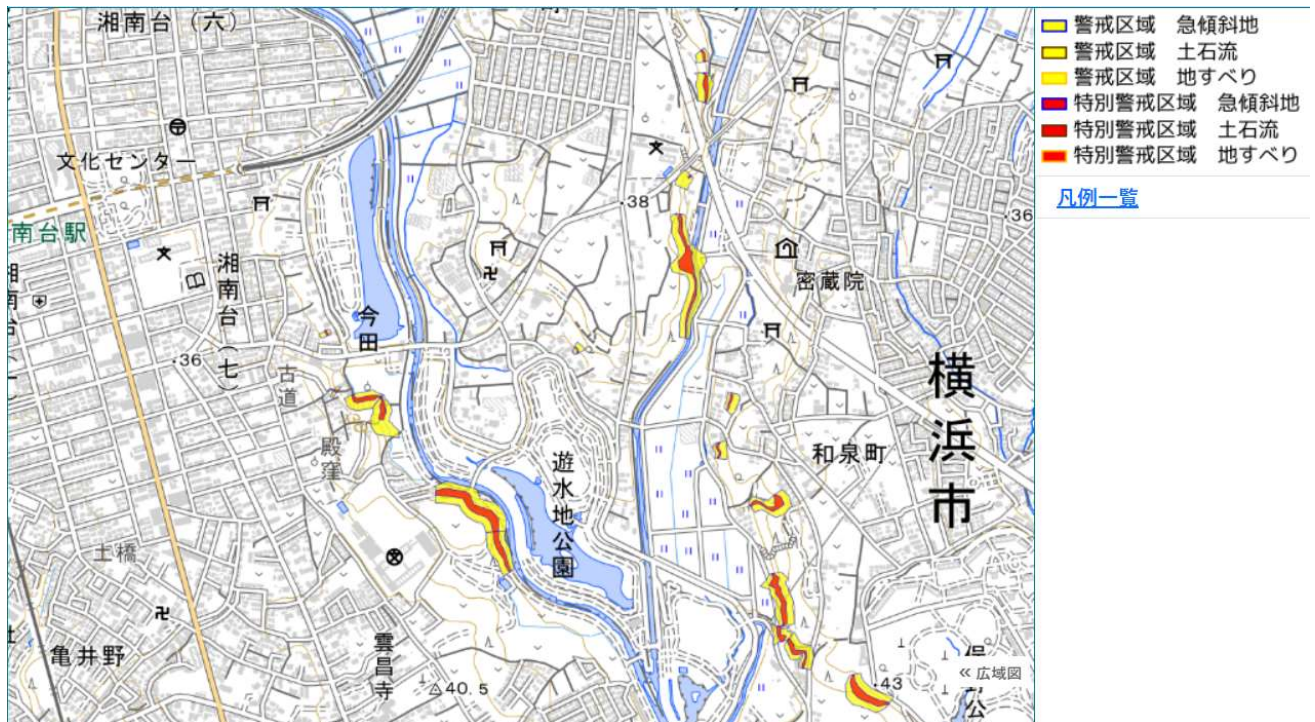 湘南台（六）
文化センター
南台駅
湘南台（七）
今田
・36
古道
殿窪
土橋
亀井野
雲昌寺
△40.5
遊水地公園
・38
密蔵院
・36
横浜市
和泉町
・43
« 広域図
警戒区域　急傾斜地
警戒区域　土石流
警戒区域　地すべり
特別警戒区域　急傾斜地
特別警戒区域　土石流
特別警戒区域　地すべり
凡例一覧